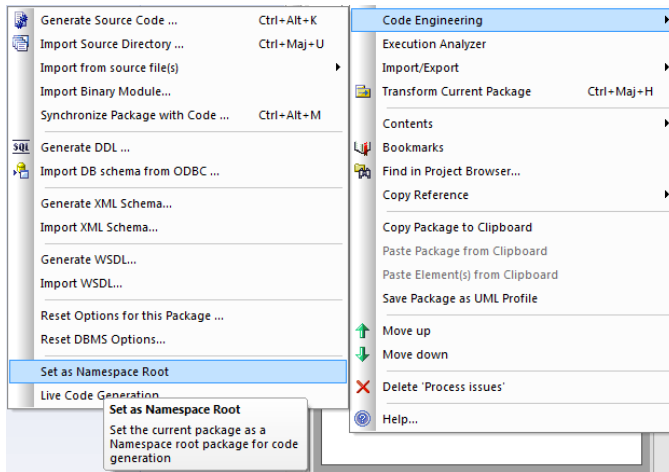 Generate Source Code ... Ctrl+Alt+K
Import Source Directory ... Ctrl+Maj+U
Import from source file(s)
Import Binary Module...
Synchronize Package with Code ... Ctrl+Alt+M
SQL Generate DDL ...
Import DB schema from ODBC ...
Generate XML Schema...
Import XML Schema...
Generate WSDL...
Import WSDL...
Reset Options for this Package ...
Reset DBMS Options...
Set as Namespace Root
Live Code Generation
Set as Namespace Root
Set the current package as a
Namespace root package for code
generation
Code Engineering
Execution Analyzer
Import/Export
Transform Current Package Ctrl+Maj+H
Contents
Bookmarks
Find in Project Browser...
Copy Reference
Copy Package to Clipboard
Paste Package from Clipboard
Paste Element(s) from Clipboard
Save Package as UML Profile
Move up
Move down
Delete 'Process issues'
Help...